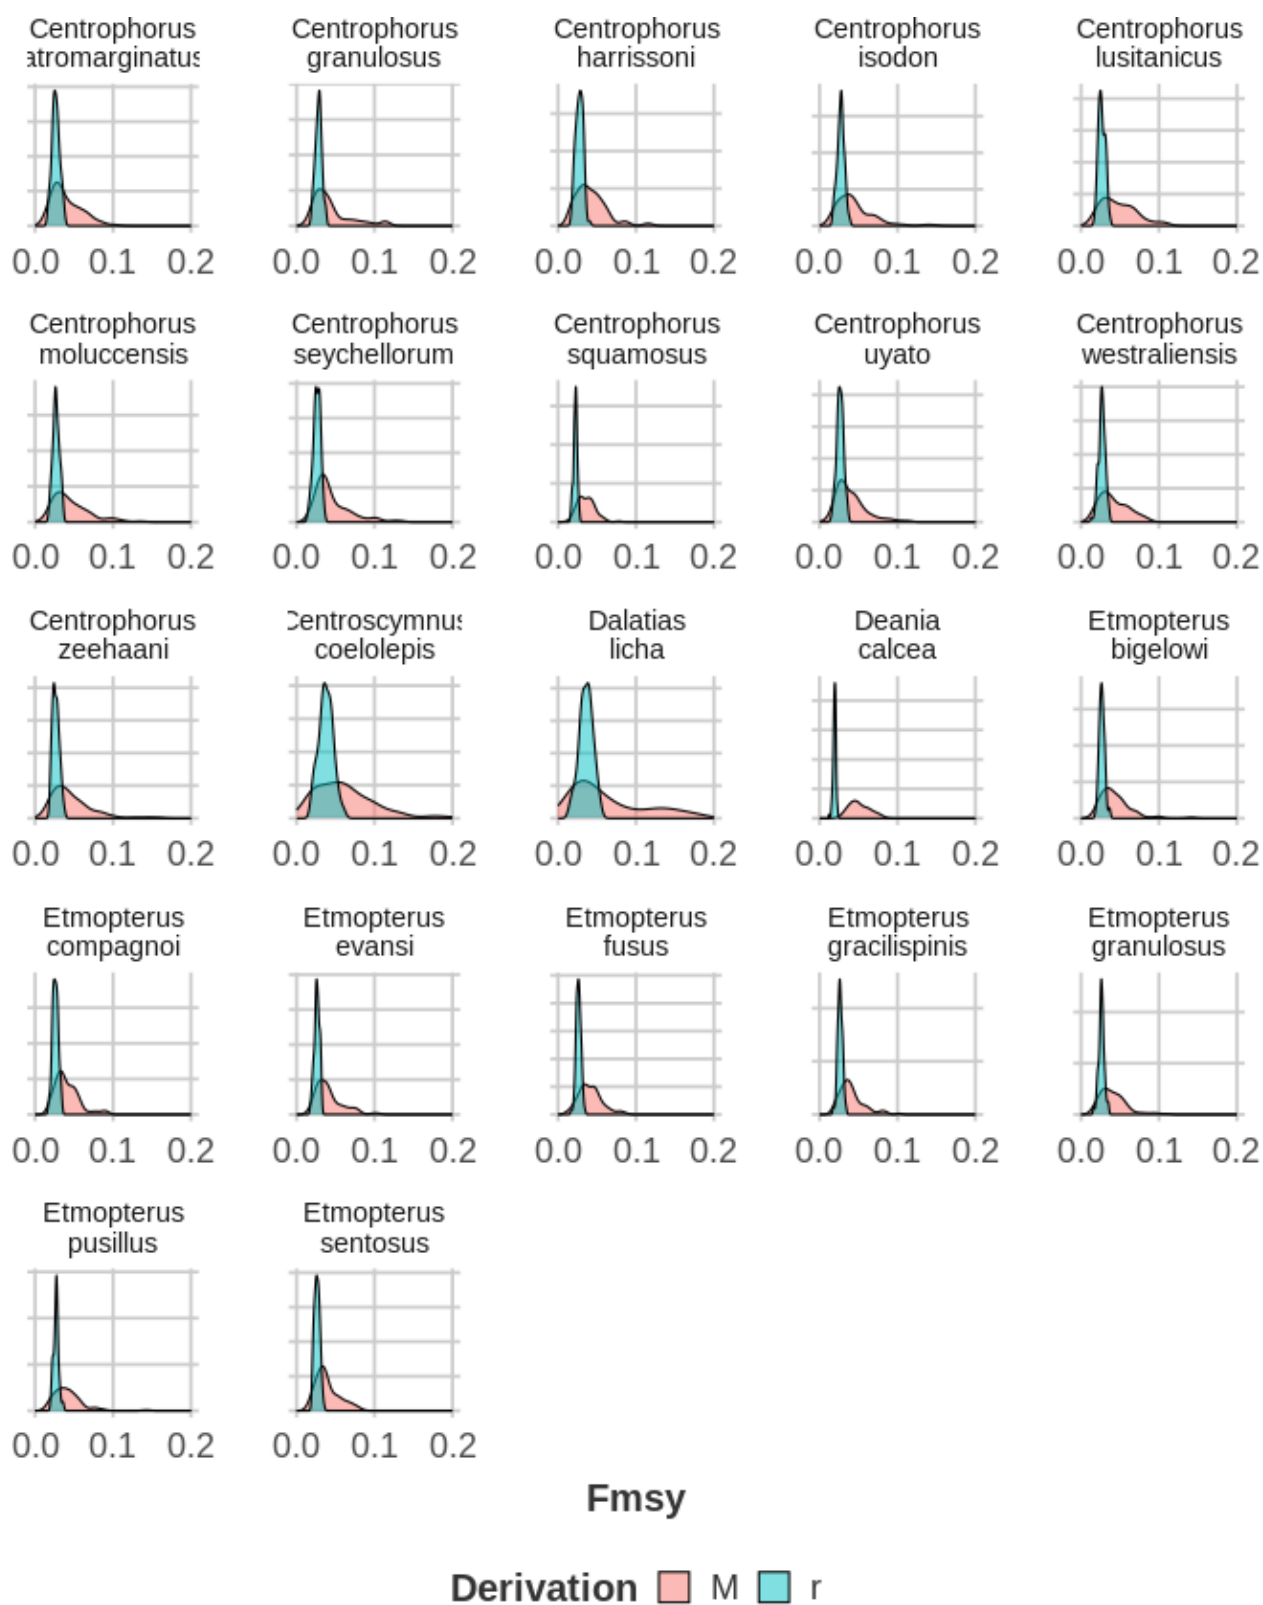 Centrophorus Centrophorus Centrophorus Centrophorus Centrophorus
atromarginatus granulosus harrissoni isodon lusitanicus
0.0 0.1 0.2 0.0 0.1 0.2 0.0 0.1 0.2 0.0 0.1 0.2 0.0 0.1 0.2
Centrophorus Centrophorus Centrophorus Centrophorus Centrophorus
moluccensis seychellorum squamosus uyato westraliensis
0.0 0.1 0.2 0.0 0.1 0.2 0.0 0.1 0.2 0.0 0.1 0.2 0.0 0.1 0.2
Centrophorus Centroscymnus Dalatias Deania Etmopterus
zeehaani coelolepis licha calcea bigelowi
0.0 0.1 0.2 0.0 0.1 0.2 0.0 0.1 0.2 0.0 0.1 0.2 0.0 0.1 0.2
Etmopterus Etmopterus Etmopterus Etmopterus Etmopterus
compagnoi evansi fusus gracilispinis granulosus
0.0 0.1 0.2 0.0 0.1 0.2 0.0 0.1 0.2 0.0 0.1 0.2 0.0 0.1 0.2
Etmopterus Etmopterus
pusillus sentosus
0.0 0.1 0.2 0.0 0.1 0.2
Fmsy
Derivation M r